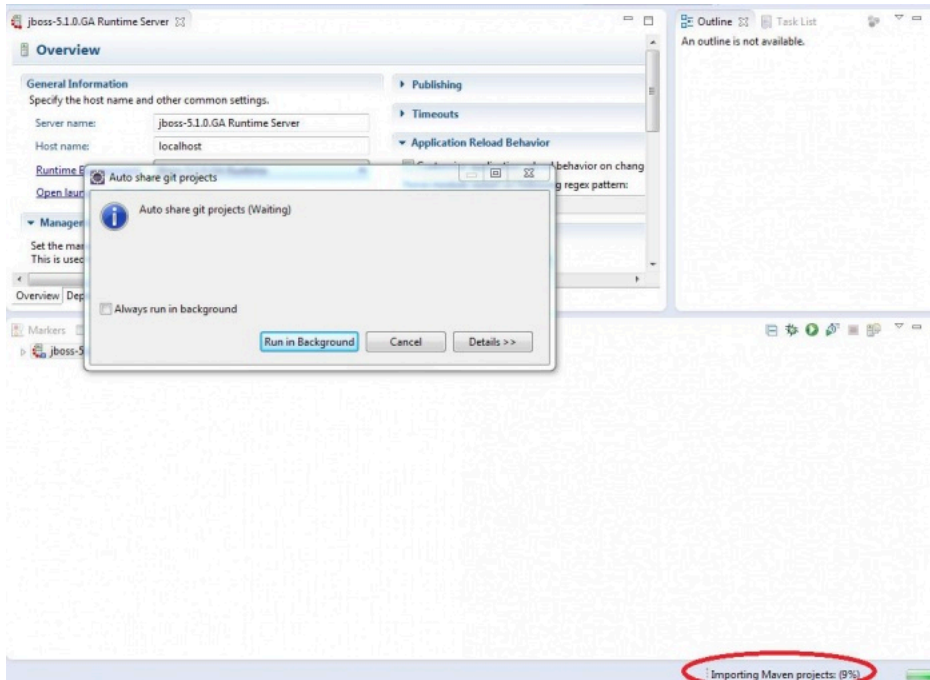 jboss-5.1.0.GA Runtime Server
Outline
Task List
An outline is not available.
Overview
General Information
Specify the host name and other common settings.
Server name:
jboss-5.1.0.GA Runtime Server
Host name:
localhost
Runtime E
Open laun
Manager
Set the mar
This is used
Overview
Dep
Publishing
Timeouts
Application Reload Behavior
behavior on chang
g regex pattern:
Auto share git projects
Auto share git projects (Waiting)
Always run in background
Run in Background
Cancel
Details >>
Markers
jboss-5
Importing Maven projects: (9%)